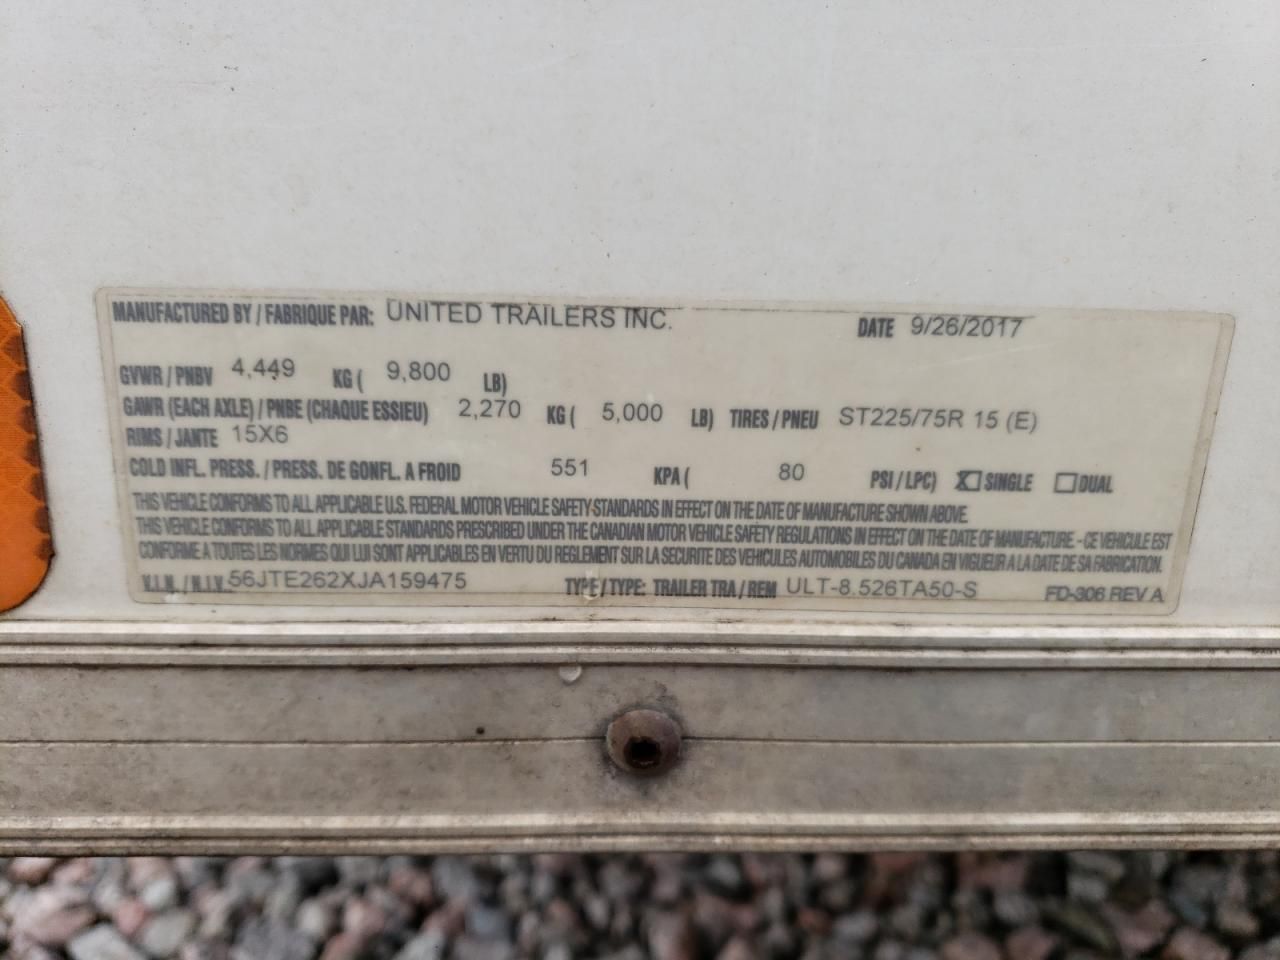 MANUFACTURED BY / FABRIQUE PAR: UNITED TRAILERS INC. DATE 9/26/2017
GVWR / PNBV 4,449 KG ( 9,800 LB)
GAWR (EACH AXLE) / PNBE (CHAQUE ESSIEU) 2,270 KG ( 5,000 LB) TIRES / PNEU ST225/75R 15 (E)
RIMS / JANTE 15X6
COLD INFL. PRESS. / PRESS. DE GONFL. A FROID 551 KPA ( 80 PSI / LPC) ☒ SINGLE ☐ DUAL
THIS VEHICLE CONFORMS TO ALL APPLICABLE U.S. FEDERAL MOTOR VEHICLE SAFETY STANDARDS IN EFFECT ON THE DATE OF MANUFACTURE SHOWN ABOVE.
THIS VEHICLE CONFORMS TO ALL APPLICABLE STANDARDS PRESCRIBED UNDER THE CANADIAN MOTOR VEHICLE SAFETY REGULATIONS IN EFFECT ON THE DATE OF MANUFACTURE. - CE VEHICULE EST
CONFORME A TOUTES LES NORMES QUI LUI SONT APPLICABLES EN VERTU DU REGLEMENT SUR LA SECURITE DES VEHICULES AUTOMOBILES DU CANADA EN VIGUEUR A LA DATE DE SA FABRICATION.
V.I.N. / N.I.V. 56JTE262XJA159475 TYPE / TYPE: TRAILER TRA / REM ULT-8.526TA50-S FD-306 REV A